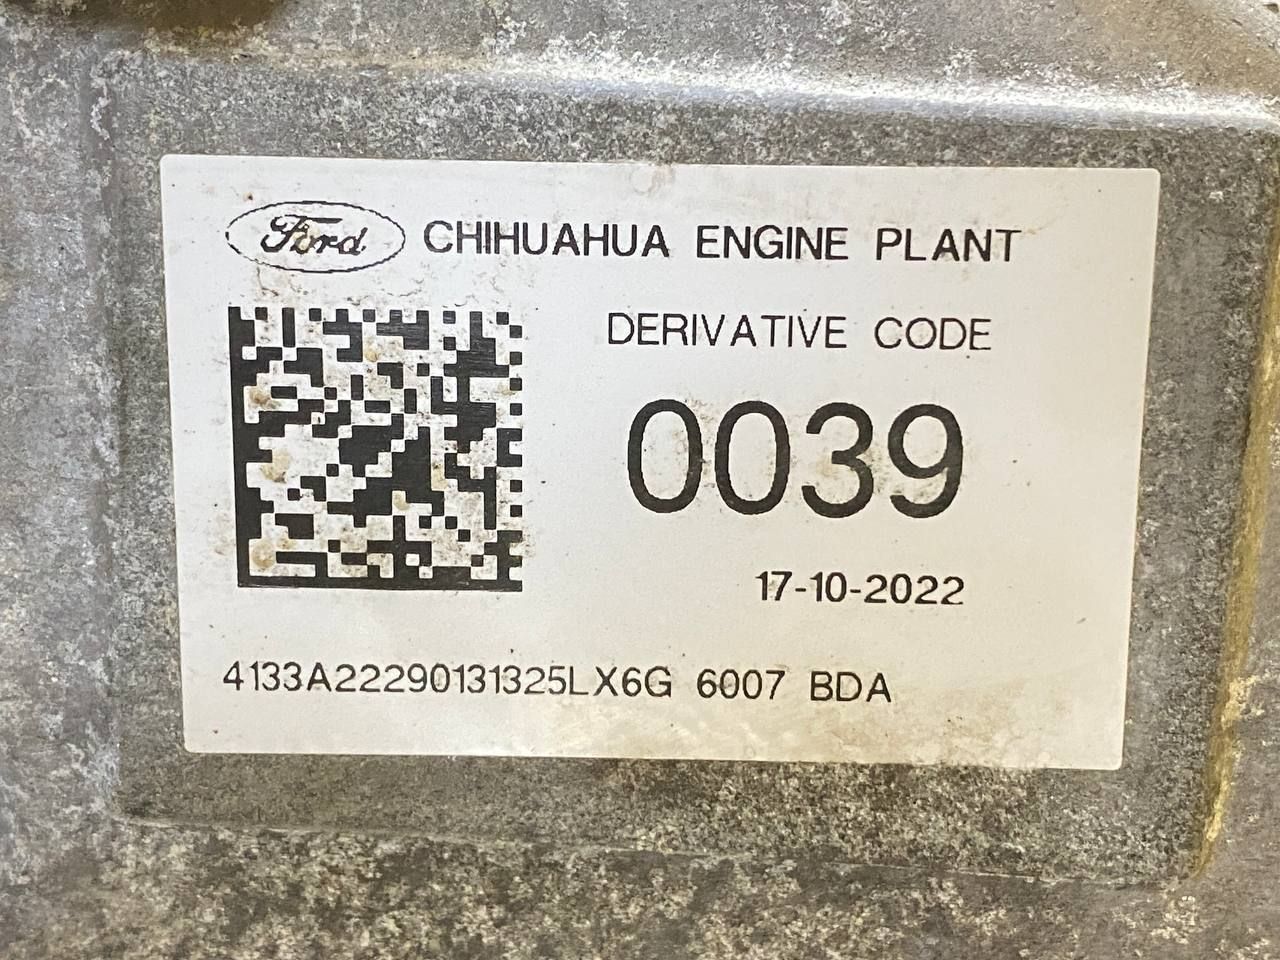 Ford CHIHUAHUA ENGINE PLANT
DERIVATIVE CODE
0039
17-10-2022
4133A22290131325LX6G 6007 BDA